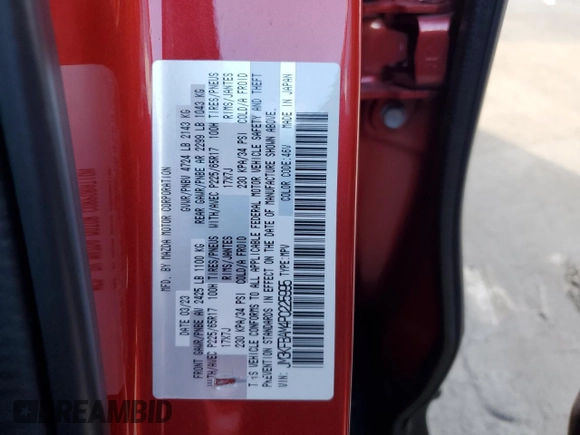 MFD. BY MAZDA MOTOR CORPORATION
DATE: 03/23 GVWR/PNBV 4724 LB 2143 KG
FRONT GAWR/PNBE AV 2425 LB 1100 KG REAR GAWR/PNBE AR 2299 LB 1043 KG
WITH/AVEC P225/65R17 100H TIRES/PNEUS WITH/AVEC P225/65R17 100H TIRES/PNEUS
17X7J RIMS/JANTES 17X7J RIMS/JANTES
230 KPA/34 PSI COLD/A FROID 230 KPA/34 PSI COLD/A FROID
TO ALL APPLICABLE FEDERAL MOTOR VEHICLE SAFETY AND THEFT
PREVENTION STANDARDS IN EFFECT ON THE DATE OF MANUFACTURE SHOWN ABOVE.
VIN: TYPE: MPV COLOR CODE: 46V MADE IN JAPAN
DREAMBID